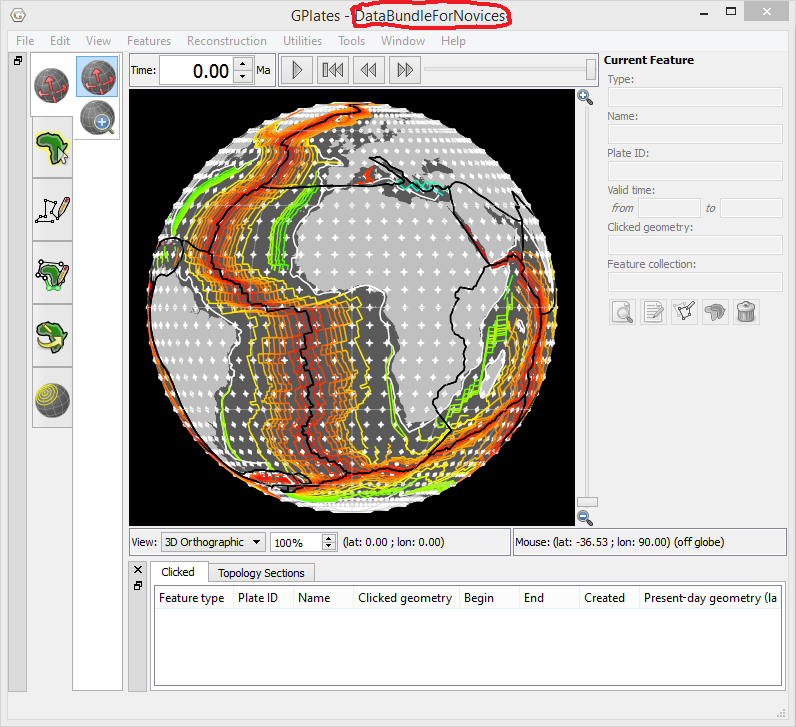 GPlates - DataBundleForNovices
File Edit View Features Reconstruction Utilities Tools Window Help
Time: 0.00 Ma
Current Feature
Type:
Name:
Plate ID:
Valid time:
from to
Clicked geometry:
Feature collection:
View: 3D Orthographic 100% (lat: 0.00 ; lon: 0.00) Mouse: (lat: -36.53 ; lon: 90.00) (off globe)
Clicked Topology Sections
Feature type Plate ID Name Clicked geometry Begin End Created Present-day geometry (la